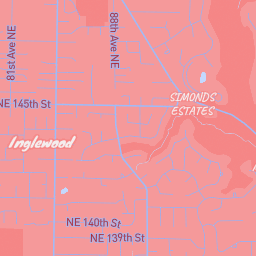 81st Ave NE
88th Ave NE
NE 145th St
SIMONDS
ESTATES
Inglewood
NE 140th St
NE 139th St